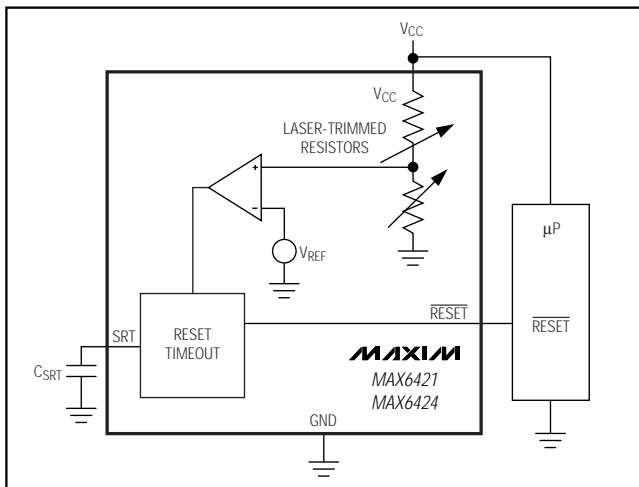 VCC
VCC
LASER-TRIMMED
RESISTORS
+
−
VREF
μP
RESET
RESET
SRT
RESET
TIMEOUT
CSRT
MAXIM
MAX6421
MAX6424
GND